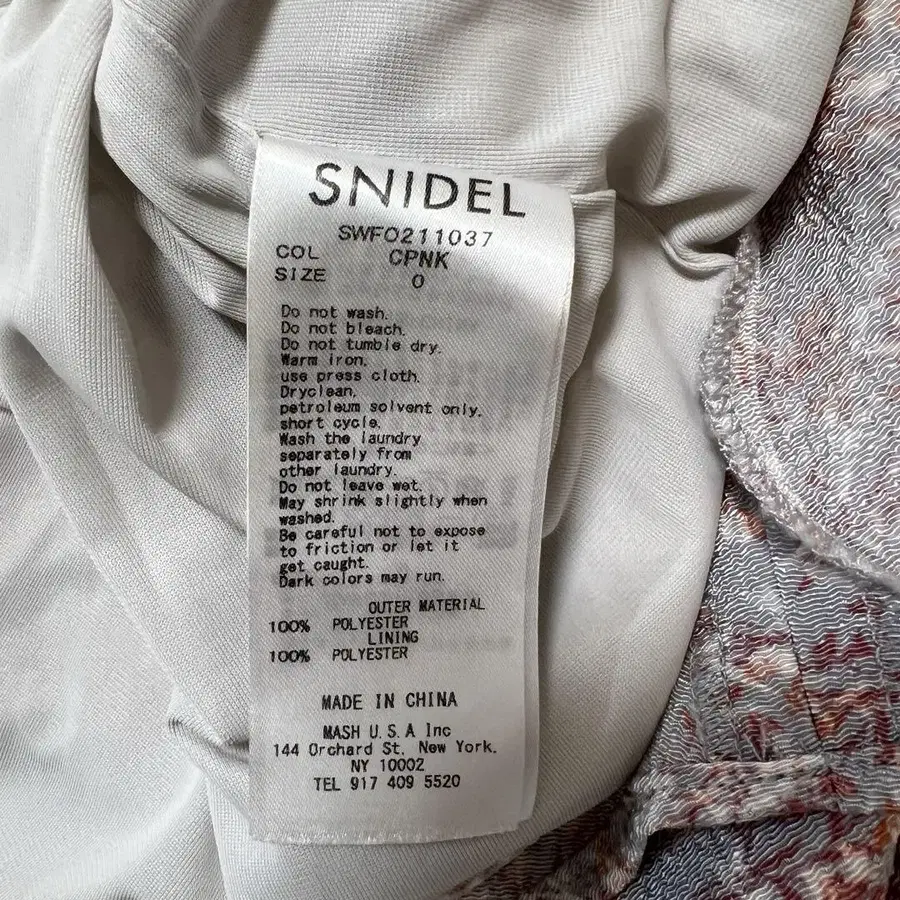 SNIDEL
SWFO211037
COL CPNK
SIZE 0
Do not wash.
Do not bleach.
Do not tumble dry.
Warm iron.
use press cloth.
Dryclean,
petroleum solvent only.
short cycle.
Wash the laundry
separately from
other laundry.
Do not leave wet.
May shrink slightly when
washed.
Be careful not to expose
to friction or let it
get caught.
Dark colors may run.
OUTER MATERIAL
100% POLYESTER
LINING
100% POLYESTER
MADE IN CHINA
MASH U.S.A Inc
144 Orchard St. New York.
NY 10002
TEL 917 409 5520